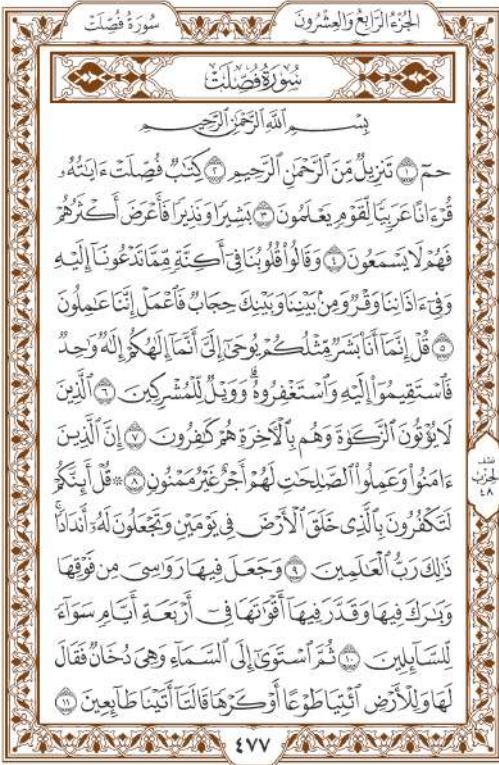 الجُزْءُ الرَّابِعُ وَالعِشْرُونَ
سُورَةُ فُصِّلَتْ
سُورَةُ فُصِّلَتْ
بِسْمِ ٱللَّهِ ٱلرَّحْمَٰنِ ٱلرَّحِيمِ
حمٓ ١ تَنزِيلٌ مِّنَ ٱلرَّحْمَٰنِ ٱلرَّحِيمِ ٢ كِتَٰبٌ فُصِّلَتْ ءَايَٰتُهُۥ
قُرْءَانًا عَرَبِيًّا لِّقَوْمٍ يَعْلَمُونَ ٣ بَشِيرًا وَنَذِيرًا فَأَعْرَضَ أَكْثَرُهُمْ
فَهُمْ لَا يَسْمَعُونَ ٤ وَقَالُوا۟ قُلُوبُنَا فِىٓ أَكِنَّةٍ مِّمَّا تَدْعُونَآ إِلَيْهِ
وَفِىٓ ءَاذَانِنَا وَقْرٌ وَمِنۢ بَيْنِنَا وَبَيْنِكَ حِجَابٌ فَٱعْمَلْ إِنَّنَا عَٰمِلُونَ
٥ قُلْ إِنَّمَآ أَنَا۠ بَشَرٌ مِّثْلُكُمْ يُوحَىٰٓ إِلَىَّ أَنَّمَآ إِلَٰهُكُمْ إِلَٰهٌ وَٰحِدٌ
فَٱسْتَقِيمُوٓا۟ إِلَيْهِ وَٱسْتَغْفِرُوهُ ۗ وَوَيْلٌ لِّلْمُشْرِكِينَ ٦ ٱلَّذِينَ
لَا يُؤْتُونَ ٱلزَّكَوٰةَ وَهُم بِٱلْءَاخِرَةِ هُمْ كَٰفِرُونَ ٧ إِنَّ ٱلَّذِينَ
ءَامَنُوا۟ وَعَمِلُوا۟ ٱلصَّٰلِحَٰتِ لَهُمْ أَجْرٌ غَيْرُ مَمْنُونٍ ٨ ۞ قُلْ أَئِنَّكُمْ
لَتَكْفُرُونَ بِٱلَّذِى خَلَقَ ٱلْأَرْضَ فِى يَوْمَيْنِ وَتَجْعَلُونَ لَهُۥٓ أَندَادًا ۚ
ذَٰلِكَ رَبُّ ٱلْعَٰلَمِينَ ٩ وَجَعَلَ فِيهَا رَوَٰسِىَ مِن فَوْقِهَا
وَبَٰرَكَ فِيهَا وَقَدَّرَ فِيهَآ أَقْوَٰتَهَا فِىٓ أَرْبَعَةِ أَيَّامٍ سَوَآءً
لِّلسَّآئِلِينَ ١٠ ثُمَّ ٱسْتَوَىٰٓ إِلَى ٱلسَّمَآءِ وَهِىَ دُخَانٌ فَقَالَ
لَهَا وَلِلْأَرْضِ ٱئْتِيَا طَوْعًا أَوْ كَرْهًا قَالَتَآ أَتَيْنَا طَآئِعِينَ ١١
نصف
الحزب
٤٨
٤٧٧